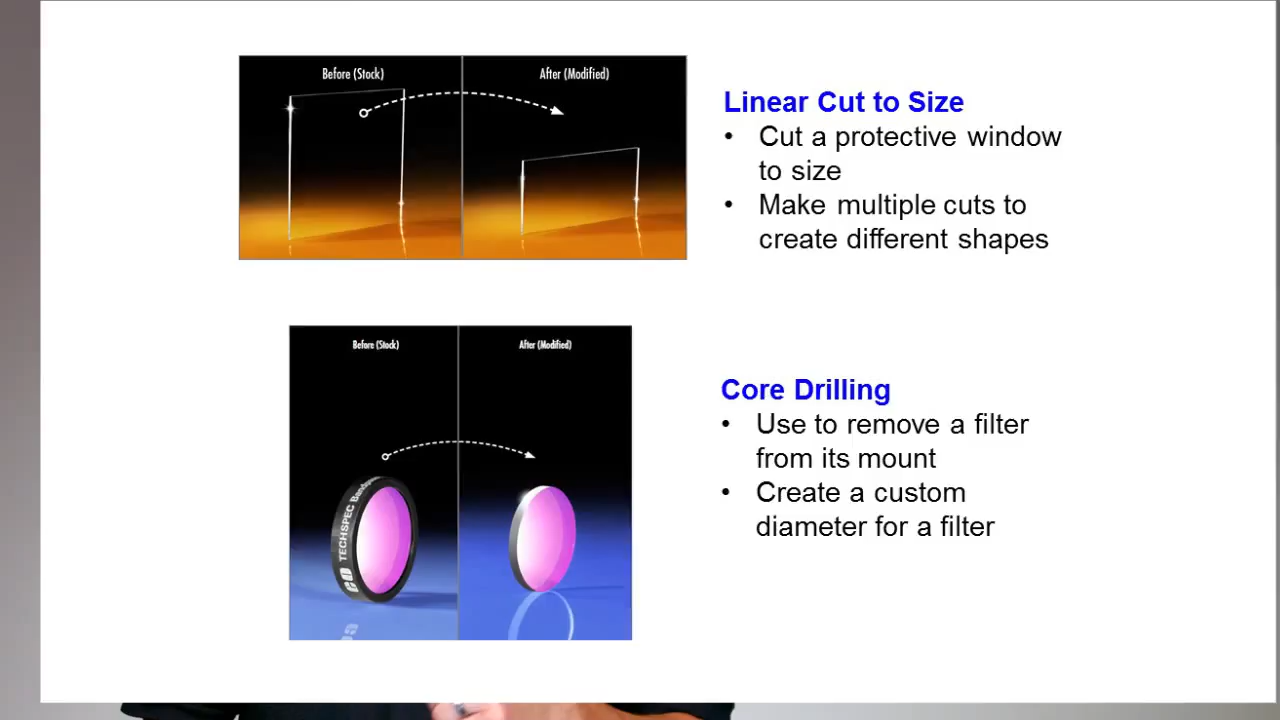 Before (Stock)
After (Modified)
Linear Cut to Size
• Cut a protective window
to size
• Make multiple cuts to
create different shapes
Before (Stock)
After (Modified)
TECHSPEC
EO
Core Drilling
• Use to remove a filter
from its mount
• Create a custom
diameter for a filter